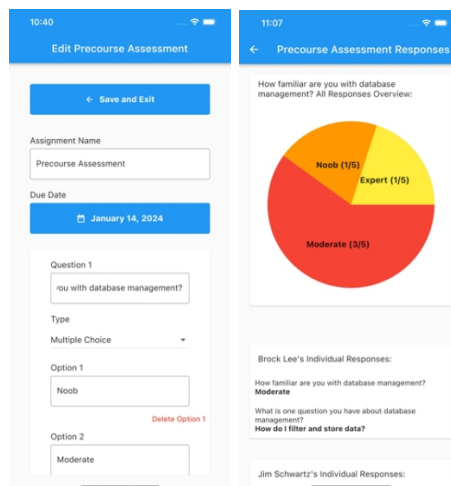 10:40
Edit Precourse Assessment
← Save and Exit
Assignment Name
Precourse Assessment
Due Date
January 14, 2024
Question 1
you with database management?
Type
Multiple Choice
Option 1
Noob
Delete Option 1
Option 2
Moderate
11:07
← Precourse Assessment Responses
How familiar are you with database
management? All Responses Overview:
Noob (1/5)
Expert (1/5)
Moderate (3/5)
Brock Lee's Individual Responses:
How familiar are you with database management?
Moderate
What is one question you have about database
management?
How do I filter and store data?
Jim Schwartz's Individual Responses: